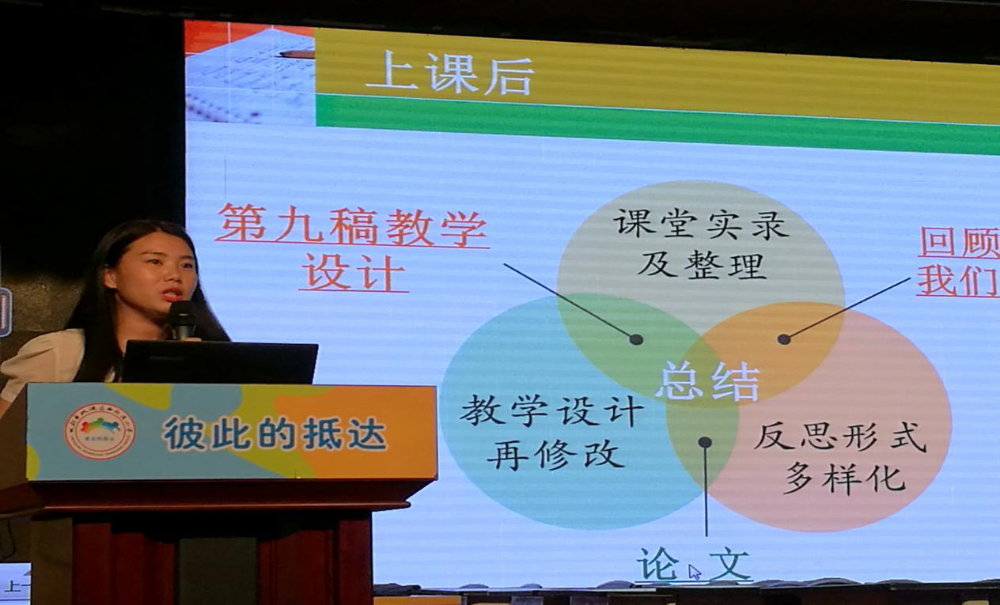 上课后
第九稿教学
设计
课堂实录
及整理
回顾
我们
总结
教学设计
再修改
反思形式
多样化
论文
彼此的抵达
上一